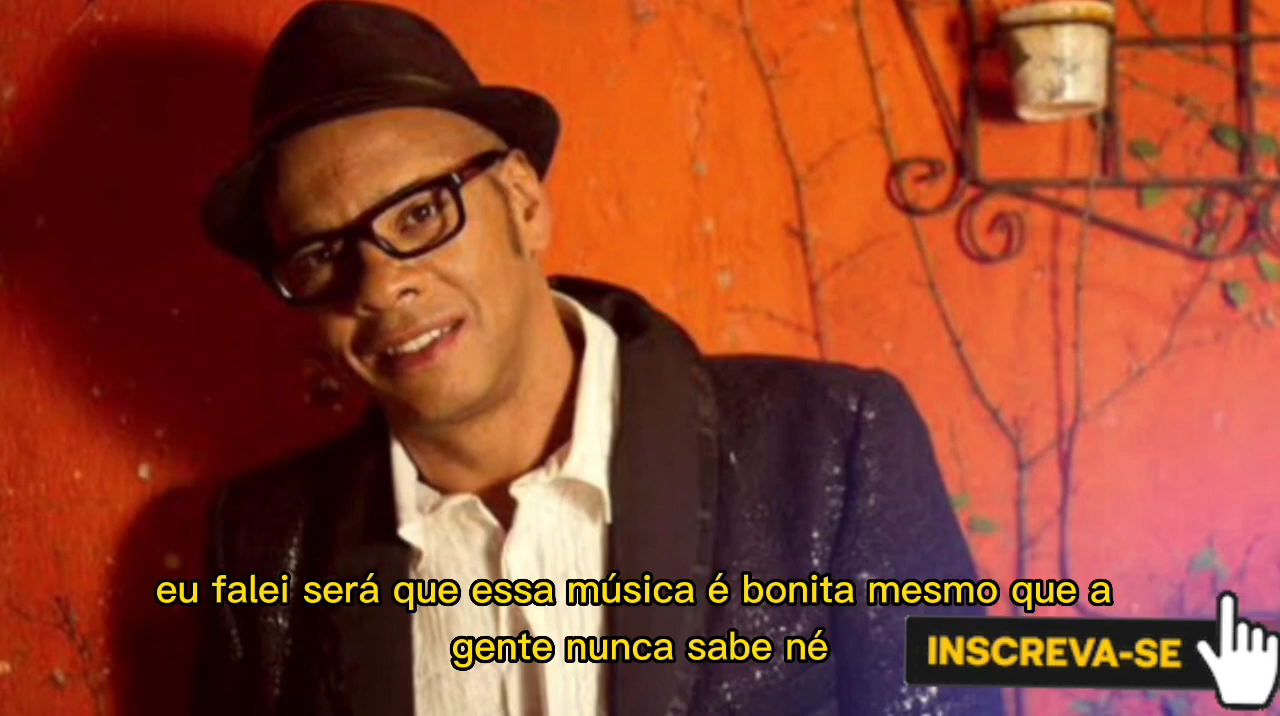 eu falei será que essa música é bonita mesmo que a
gente nunca sabe né
INSCREVA-SE